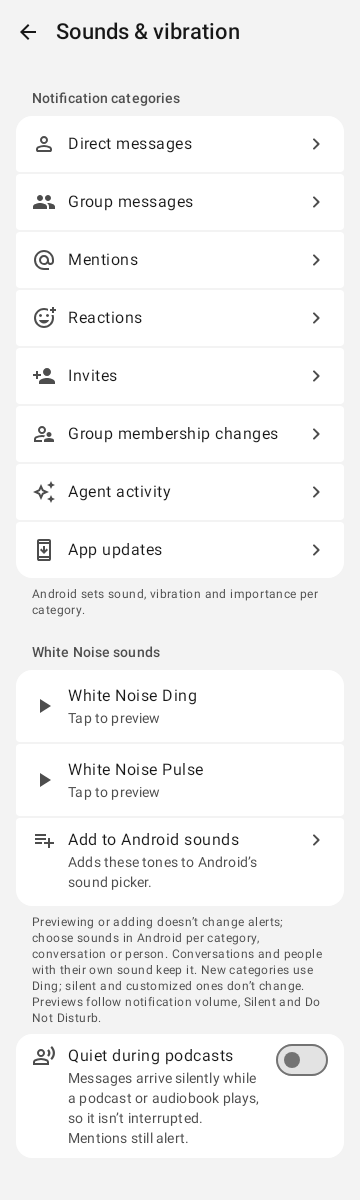 Sounds & vibration
Notification categories
Direct messages
Group messages
Mentions
Reactions
Invites
Group membership changes
Agent activity
App updates
Android sets sound, vibration and importance per
category.
White Noise sounds
White Noise Ding
Tap to preview
White Noise Pulse
Tap to preview
Add to Android sounds
Adds these tones to Android’s
sound picker.
Previewing or adding doesn’t change alerts;
choose sounds in Android per category,
conversation or person. Conversations and people
with their own sound keep it. New categories use
Ding; silent and customized ones don’t change.
Previews follow notification volume, Silent and Do
Not Disturb.
Quiet during podcasts
Messages arrive silently while
a podcast or audiobook plays,
so it isn’t interrupted.
Mentions still alert.